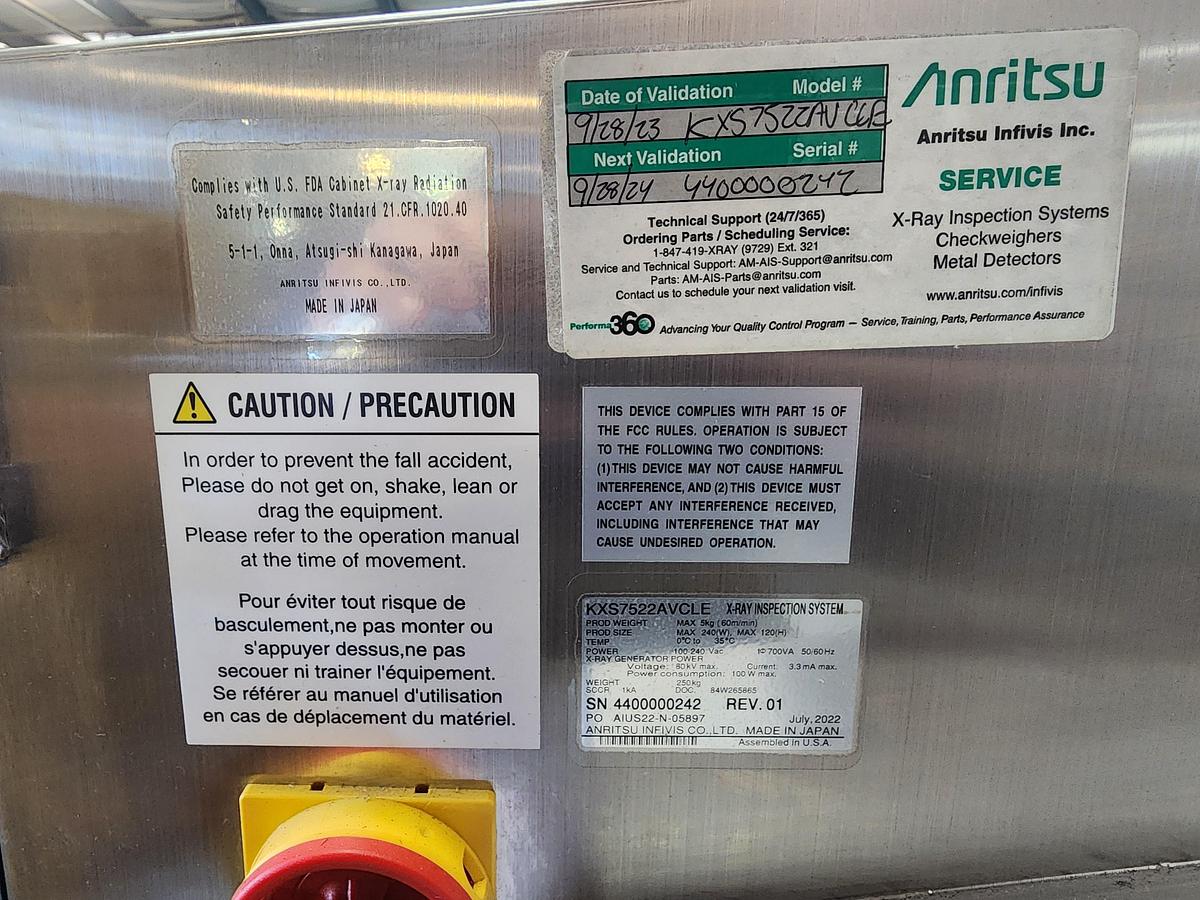 Complies with U.S. FDA Cabinet X-ray Radiation
Safety Performance Standard 21.CFR.1020.40
5-1-1, Onna, Atsugi-shi Kanagawa, Japan
ANRITSU INFIVIS CO.,LTD.
MADE IN JAPAN
Date of Validation Model #
9/28/23 KXS7522AVCLE
Next Validation Serial #
9/28/24 4400000242
Technical Support (24/7/365)
Ordering Parts / Scheduling Service:
1-847-419-XRAY (9729) Ext. 321
Service and Technical Support: AM-AIS-Support@anritsu.com
Parts: AM-AIS-Parts@anritsu.com
Contact us to schedule your next validation visit.
Anritsu
Anritsu Infivis Inc.
SERVICE
X-Ray Inspection Systems
Checkweighers
Metal Detectors
www.anritsu.com/infivis
Performa360 Advancing Your Quality Control Program — Service, Training, Parts, Performance Assurance
CAUTION / PRECAUTION
In order to prevent the fall accident,
Please do not get on, shake, lean or
drag the equipment.
Please refer to the operation manual
at the time of movement.
Pour éviter tout risque de
basculement,ne pas monter ou
s'appuyer dessus,ne pas
secouer ni trainer l'équipement.
Se référer au manuel d'utilisation
en cas de déplacement du matériel.
THIS DEVICE COMPLIES WITH PART 15 OF
THE FCC RULES. OPERATION IS SUBJECT
TO THE FOLLOWING TWO CONDITIONS:
(1) THIS DEVICE MAY NOT CAUSE HARMFUL
INTERFERENCE, AND (2) THIS DEVICE MUST
ACCEPT ANY INTERFERENCE RECEIVED,
INCLUDING INTERFERENCE THAT MAY
CAUSE UNDESIRED OPERATION.
KXS7522AVCLE X-RAY INSPECTION SYSTEM
PROD WEIGHT MAX 5kg (60m/min)
PROD SIZE MAX 240(W), MAX 120(H)
TEMP 0°C to 35°C
POWER 100-240 Vac 1Φ 700VA 50/60Hz
X-RAY GENERATOR POWER
Voltage: 80 kV max. Current: 3.3 mA max.
Power consumption: 100 W max.
WEIGHT 250kg
SCCR 1kA DOC. 84W265865
SN 4400000242 REV. 01
PO AIUS22-N-05897 July, 2022
ANRITSU INFIVIS CO.,LTD. MADE IN JAPAN
Assembled in U.S.A.